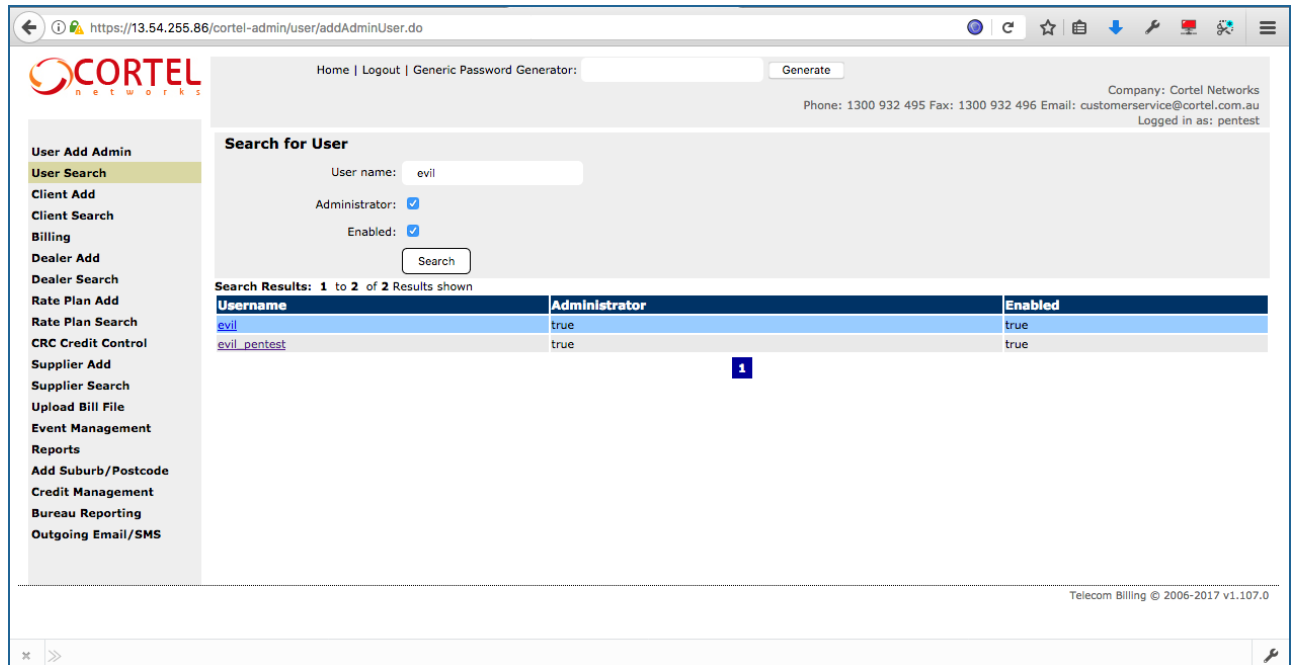 https://13.54.255.86/cortel-admin/user/addAdminUser.do
CORTEL
networks
Home | Logout | Generic Password Generator: Generate
Company: Cortel Networks
Phone: 1300 932 495 Fax: 1300 932 496 Email: customerservice@cortel.com.au
Logged in as: pentest
User Add Admin
User Search
Client Add
Client Search
Billing
Dealer Add
Dealer Search
Rate Plan Add
Rate Plan Search
CRC Credit Control
Supplier Add
Supplier Search
Upload Bill File
Event Management
Reports
Add Suburb/Postcode
Credit Management
Bureau Reporting
Outgoing Email/SMS
Search for User
User name: evil
Administrator:
Enabled:
Search
Search Results: 1 to 2 of 2 Results shown
Username Administrator Enabled
evil true true
evil_pentest true true
1
Telecom Billing © 2006-2017 v1.107.0